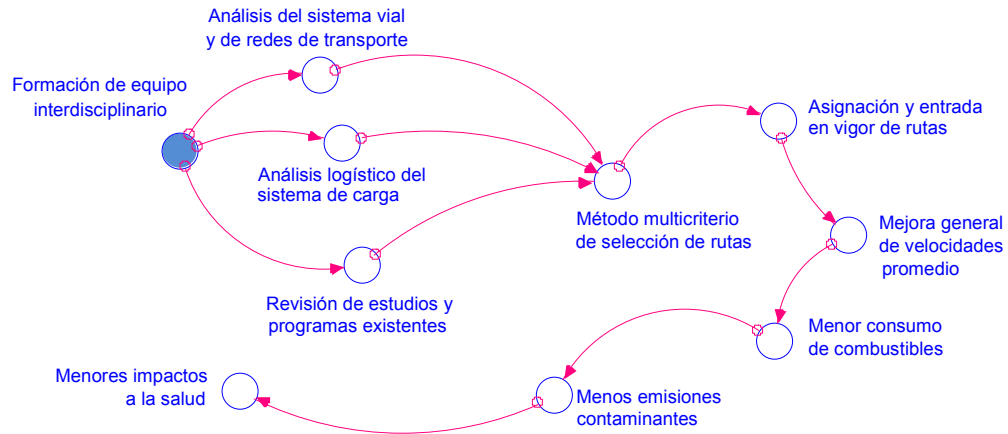 Análisis del sistema vial
y de redes de transporte
Formación de equipo
interdisciplinario
Asignación y entrada
en vigor de rutas
Análisis logístico del
sistema de carga
Método multicriterio
de selección de rutas
Mejora general
de velocidades
promedio
Revisión de estudios y
programas existentes
Menor consumo
de combustibles
Menos emisiones
contaminantes
Menores impactos
a la salud